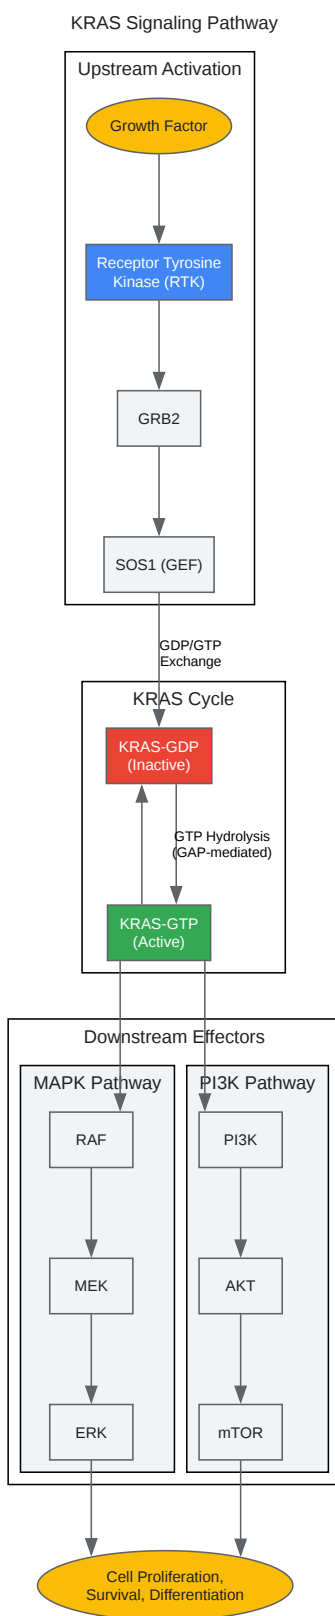 KRAS Signaling Pathway
Upstream Activation
Growth Factor
Receptor Tyrosine
Kinase (RTK)
GRB2
SOS1 (GEF)
GDP/GTP
Exchange
KRAS Cycle
KRAS-GDP
(Inactive)
GTP Hydrolysis
(GAP-mediated)
KRAS-GTP
(Active)
Downstream Effectors
MAPK Pathway
PI3K Pathway
RAF
PI3K
MEK
AKT
ERK
mTOR
Cell Proliferation,
Survival, Differentiation